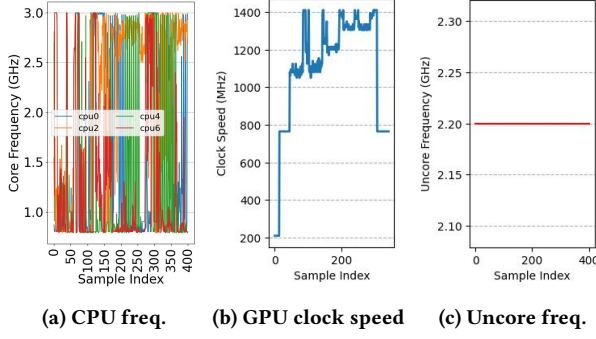 Core Frequency (GHz)
3.0
2.5
2.0
1.5
1.0
cpu0
cpu4
cpu2
cpu6
0
50
100
150
200
250
300
350
400
Sample Index
(a) CPU freq.
Clock Speed (MHz)
1400
1200
1000
800
600
400
200
0
200
Sample Index
(b) GPU clock speed
Uncore Frequency (GHz)
2.30
2.25
2.20
2.15
2.10
0
200
400
Sample Index
(c) Uncore freq.